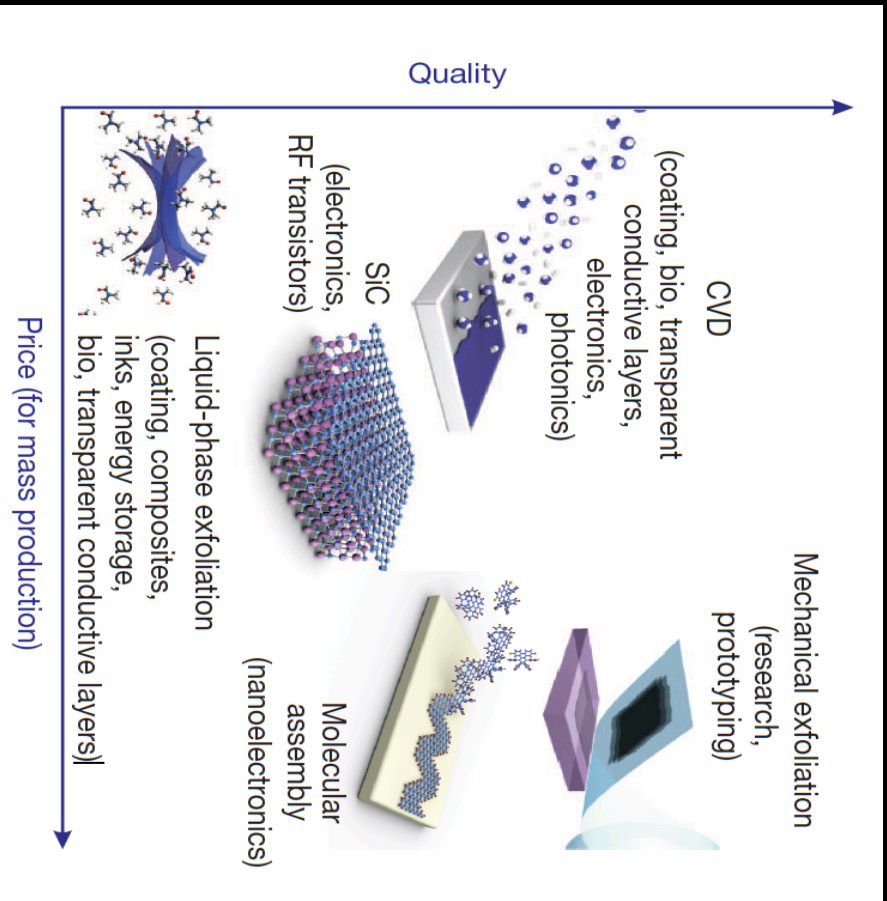 Quality
Mechanical exfoliation
(research,
prototyping)
CVD
(coating, bio, transparent
conductive layers,
electronics,
photonics)
SiC
(electronics,
RF transistors)
Molecular
assembly
(nanoelectronics)
Liquid-phase exfoliation
(coating, composites,
inks, energy storage,
bio, transparent conductive layers)
Price (for mass production)